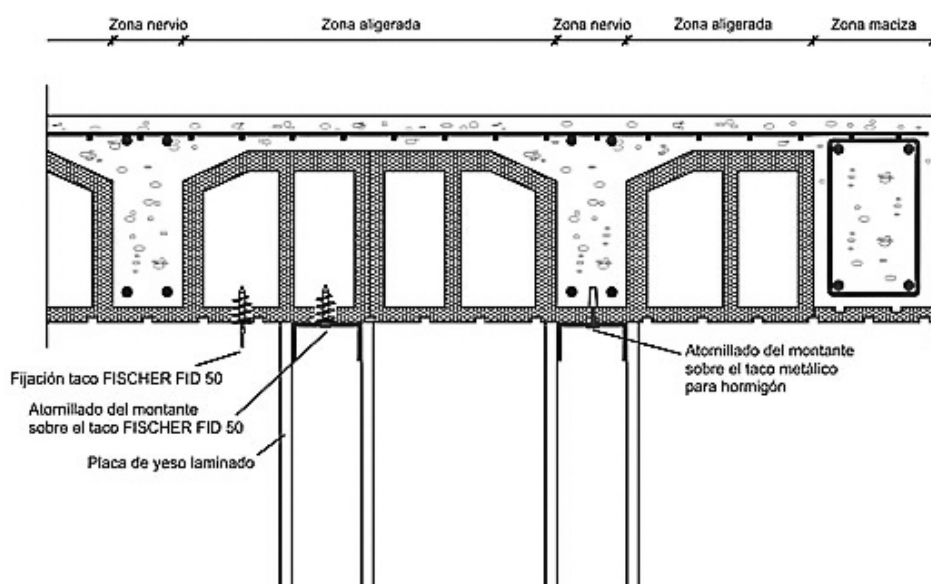 Zona nervio
Zona aligerada
Zona nervio
Zona aligerada
Zona maciza
Fijación taco FISCHER FID 50
Atornillado del montante
sobre el taco FISCHER FID 50
Placa de yeso laminado
Atornillado del montante
sobre el taco metálico
para hormigón